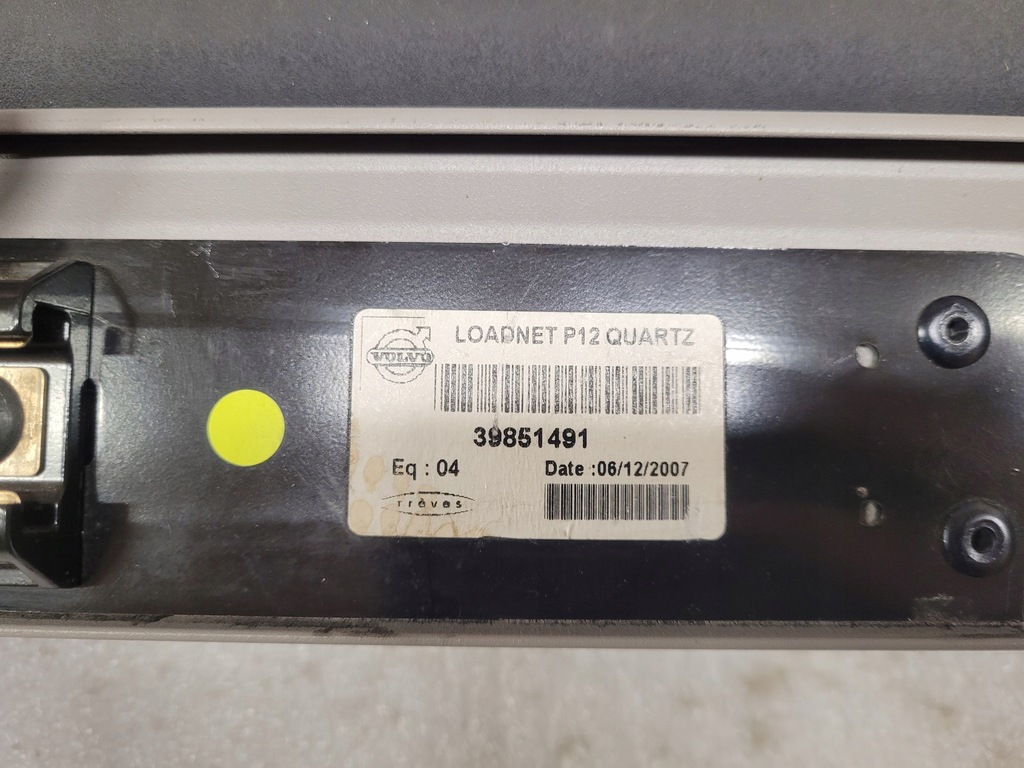 LOADNET P12 QUARTZ
VOLVO
39851491
Eq : 04
Date :06/12/2007
trèves